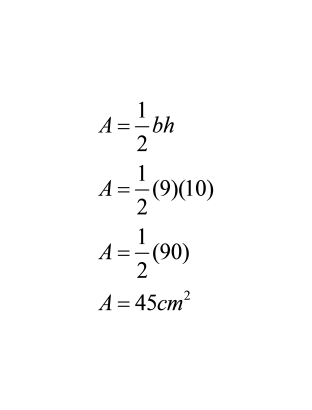 A = 1/2 bh
A = 1/2 (9)(10)
A = 1/2 (90)
A = 45cm²